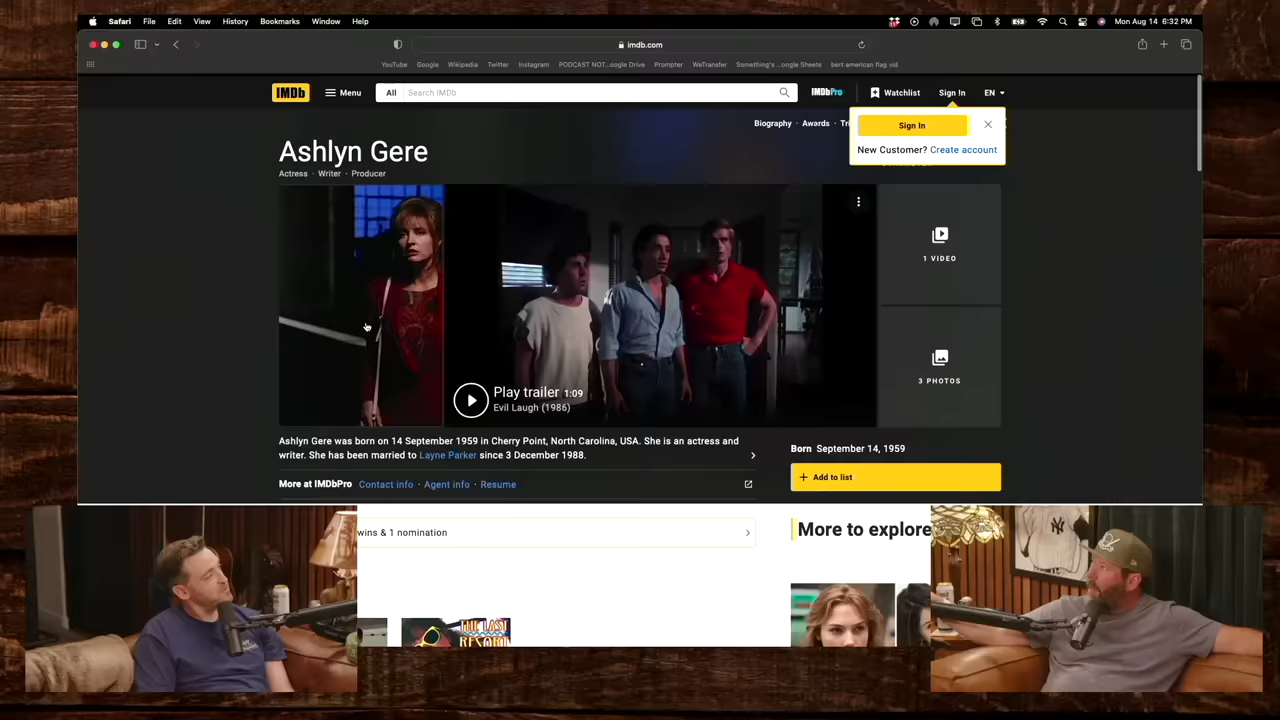 Safari File Edit View History Bookmarks Window Help
Mon Aug 14 6:32 PM
imdb.com
YouTube Google Wikipedia Twitter Instagram PODCAST NOT...oogle Drive Prompter WeTransfer Something's ...ogle Sheets bert american flag vid
IMDb Menu All Search IMDb IMDbPro Watchlist Sign In EN
Biography · Awards
Sign In
New Customer? Create account
Ashlyn Gere
Actress · Writer · Producer
1 VIDEO
3 PHOTOS
Play trailer 1:09
Evil Laugh (1986)
Ashlyn Gere was born on 14 September 1959 in Cherry Point, North Carolina, USA. She is an actress and
writer. She has been married to Layne Parker since 3 December 1988.
Born September 14, 1959
Add to list
More at IMDbPro Contact info · Agent info · Resume
wins & 1 nomination
More to explore
THE LAST
RESORT